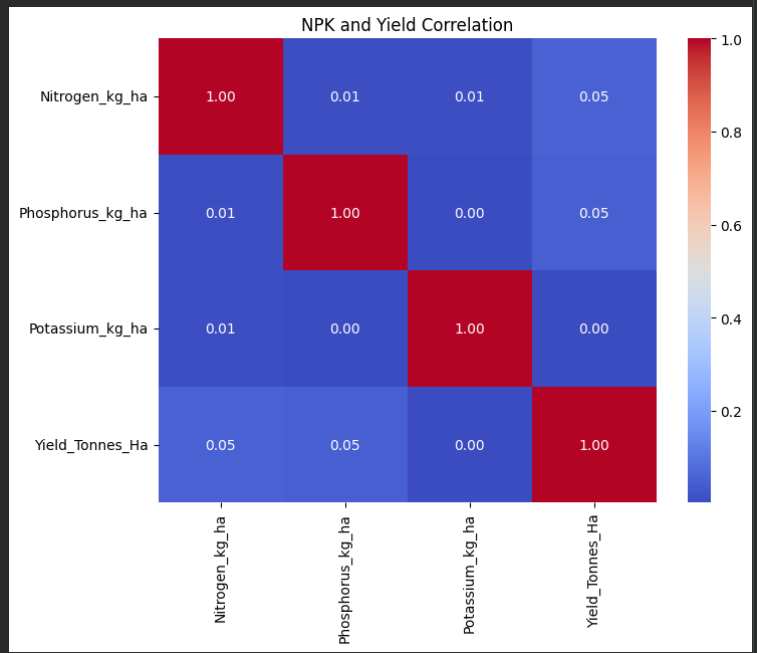 NPK and Yield Correlation
Nitrogen_kg_ha 1.00 0.01 0.01 0.05
Phosphorus_kg_ha 0.01 1.00 0.00 0.05
Potassium_kg_ha 0.01 0.00 1.00 0.00
Yield_Tonnes_Ha 0.05 0.05 0.00 1.00
Nitrogen_kg_ha
Phosphorus_kg_ha
Potassium_kg_ha
Yield_Tonnes_Ha
1.0
0.8
0.6
0.4
0.2